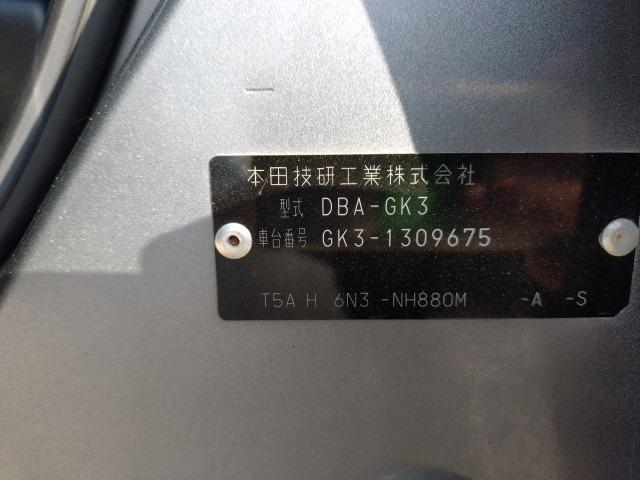 本田技研工業株式会社
型式 DBA-GK3
車台番号 GK3-1309675
T5A H 6N3 -NH880M -A -S